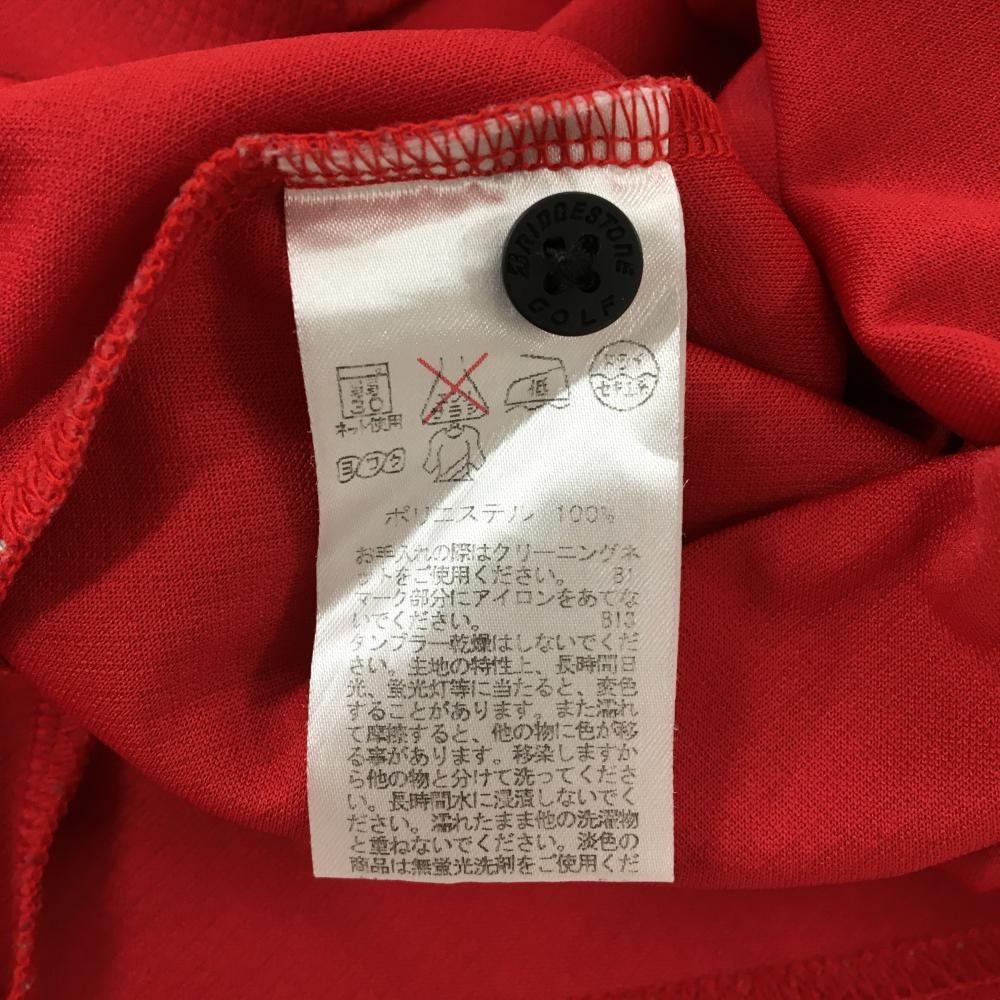 BRIDGESTONE
GOLF
30
ネット使用
エンソ
サラシ
低
ドライ
セキユ系
ヨワク
ポリエステル 100%
お手入れの際はクリーニングネ
ットをご使用ください。 B1
マーク部分にアイロンをあてな
いでください。 B13
タンブラー乾燥はしないでくだ
さい。生地の特性上、長時間日
光、蛍光灯等に当たると、変色
することがあります。また濡れ
て摩擦すると、他の物に色が移
る事があります。移染しますか
ら他の物と分けて洗ってくださ
い。長時間水に浸漬しないでく
ださい。濡れたまま他の洗濯物
と重ねないでください。淡色の
商品は無蛍光洗剤をご使用くだ